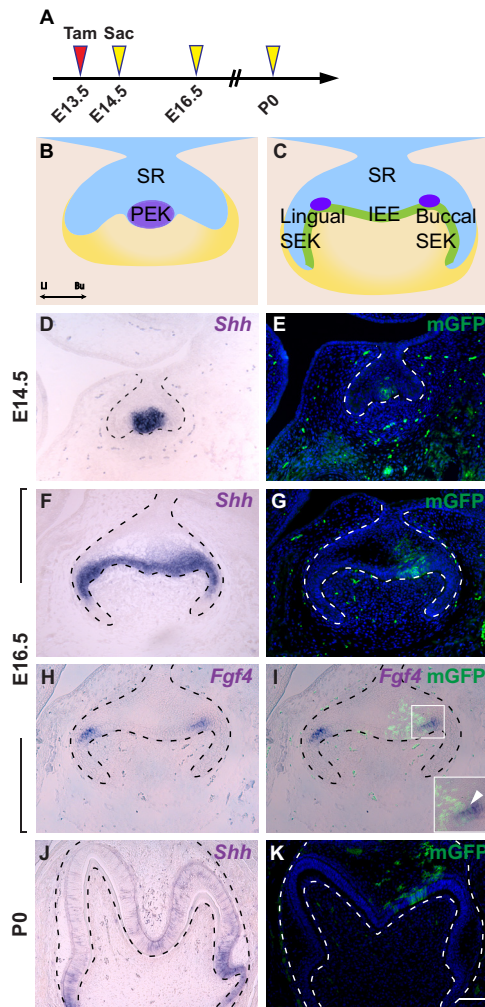 A
Tam Sac
E13.5 E14.5 E16.5 P0
B C
SR SR
PEK
Lingual SEK IEE Buccal SEK
Li Bu
E14.5
D Shh E mGFP
E16.5
F Shh G mGFP
H Fgf4 I Fgf4 mGFP
P0
J Shh K mGFP